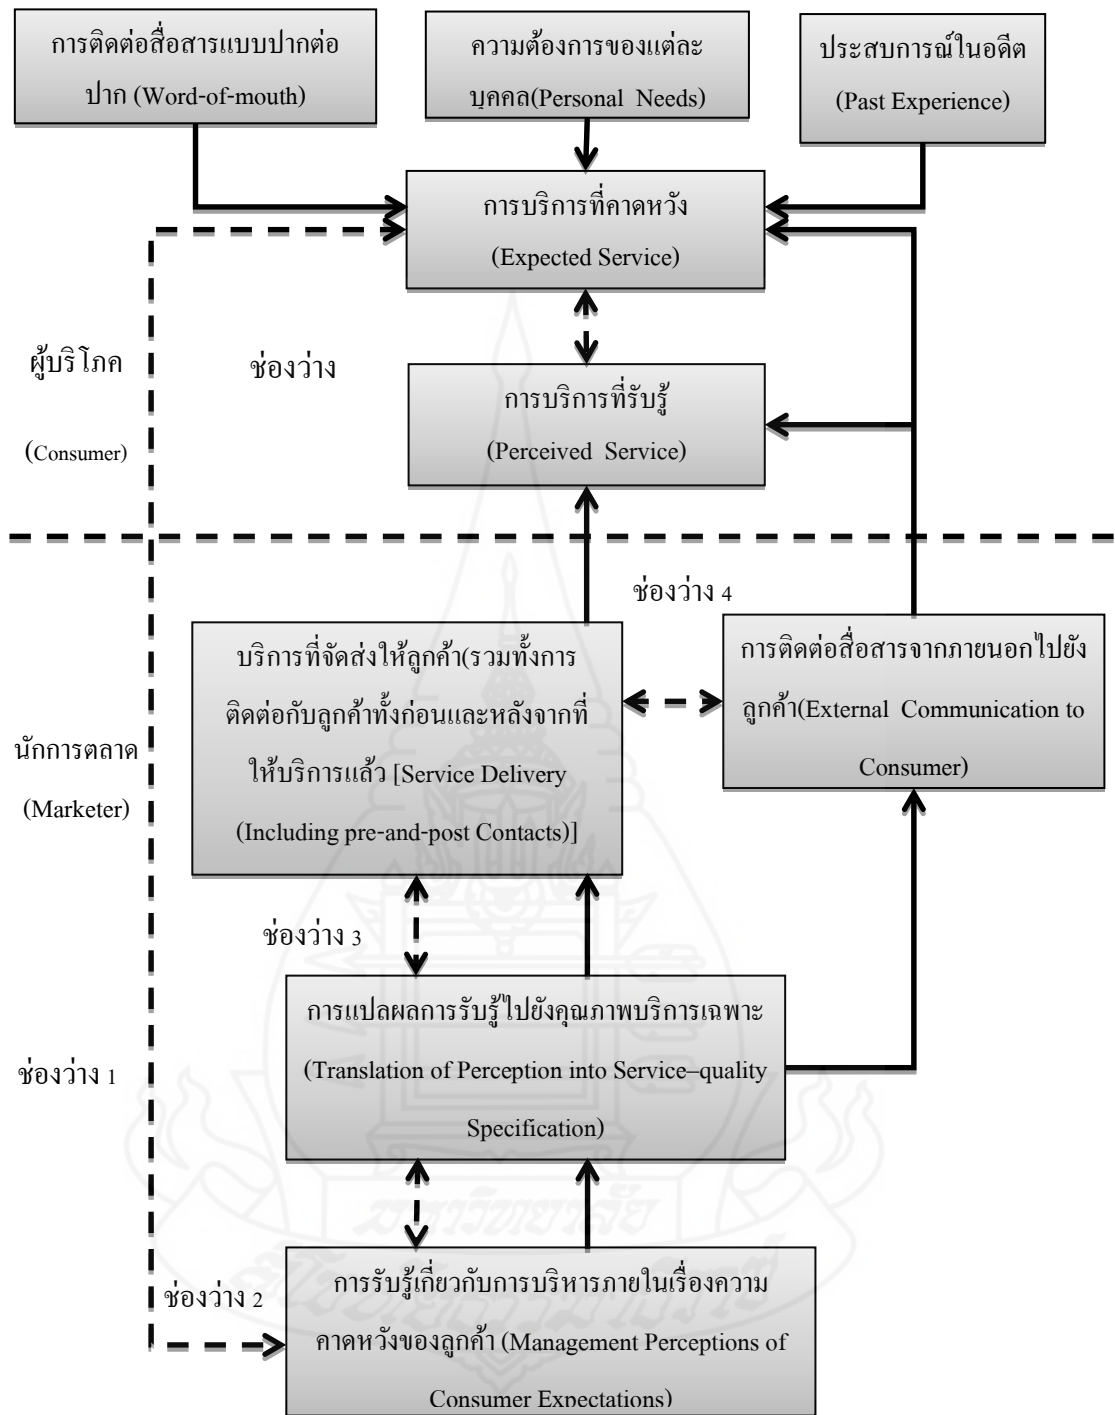 การติดต่อสื่อสารแบบปากต่อ
ปาก (Word-of-mouth)
ความต้องการของแต่ละ
บุคคล(Personal Needs)
ประสบการณ์ในอดีต
(Past Experience)
การบริการที่คาดหวัง
(Expected Service)
ผู้บริโภค
(Consumer)
ช่องว่าง
การบริการที่รับรู้
(Perceived Service)
ช่องว่าง 4
บริการที่จัดส่งให้ลูกค้า(รวมทั้งการ
ติดต่อกับลูกค้าทั้งก่อนและหลังจากที่
ให้บริการแล้ว [Service Delivery
(Including pre-and-post Contacts)]
การติดต่อสื่อสารจากภายนอกไปยัง
ลูกค้า(External Communication to
Consumer)
นักการตลาด
(Marketer)
ช่องว่าง 3
การแปลผลการรับรู้ไปยังคุณภาพบริการเฉพาะ
(Translation of Perception into Service–quality
Specification)
ช่องว่าง 1
ช่องว่าง 2
การรับรู้เกี่ยวกับการบริหารภายในเรื่องความ
คาดหวังของลูกค้า (Management Perceptions of
Consumer Expectations)